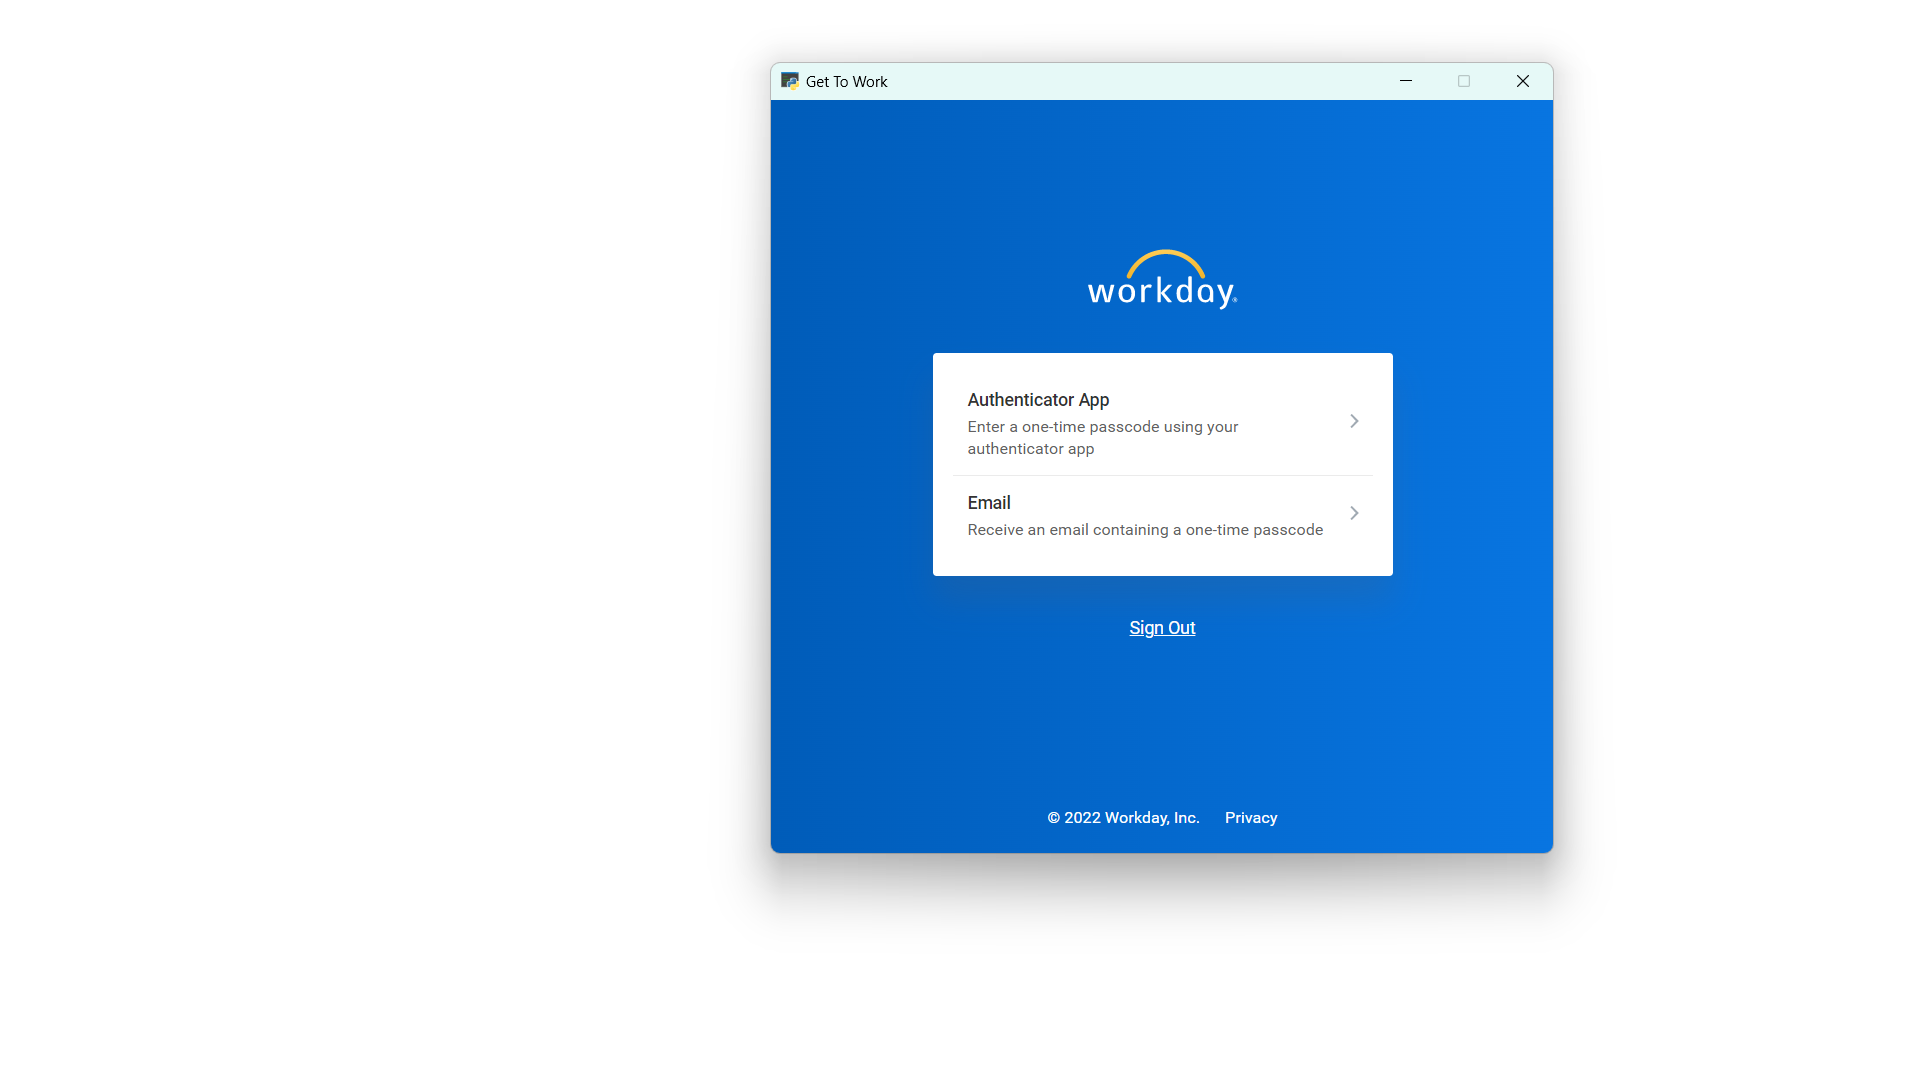 Get To Work
workday®
Authenticator App
Enter a one-time passcode using your
authenticator app
Email
Receive an email containing a one-time passcode
Sign Out
© 2022 Workday, Inc. Privacy